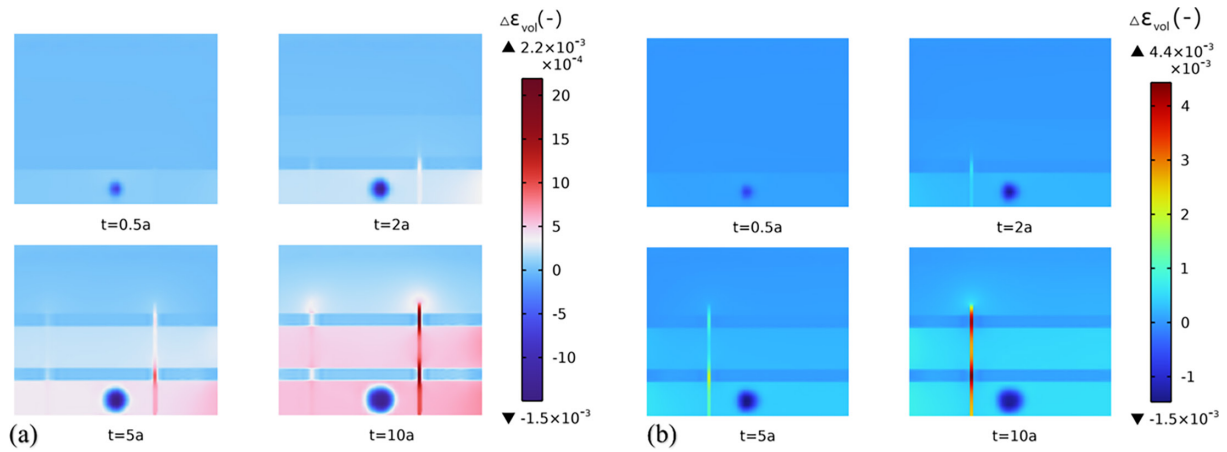 △ε_vol(-)
▲ 2.2×10⁻³
×10⁻⁴
20
15
10
5
0
-5
-10
▼ -1.5×10⁻³
t=0.5a
t=2a
t=5a
t=10a
(a)
△ε_vol(-)
▲ 4.4×10⁻³
×10⁻³
4
3
2
1
0
-1
▼ -1.5×10⁻³
t=0.5a
t=2a
t=5a
t=10a
(b)